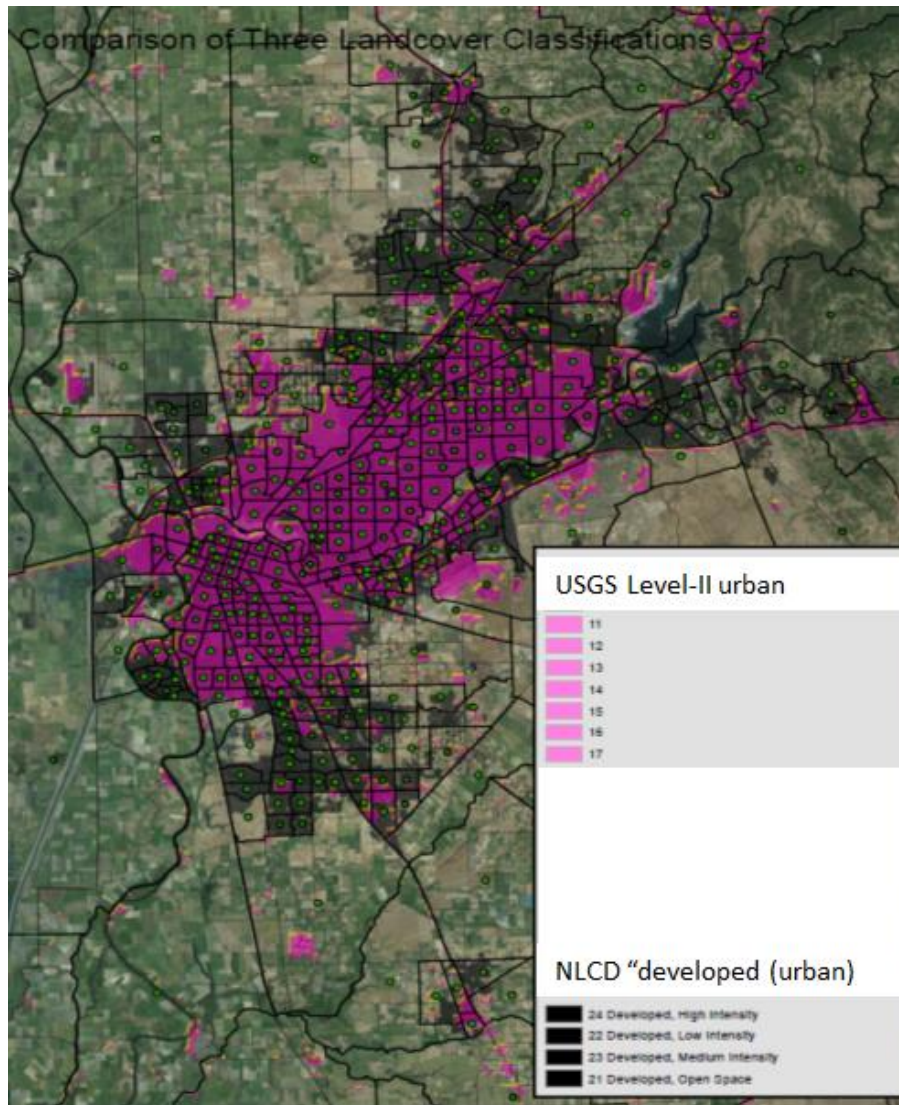 Comparison of Three Landcover Classifications
USGS Level-II urban
11
12
13
14
15
16
17
NLCD “developed (urban)
24 Developed, High Intensity
22 Developed, Low Intensity
23 Developed, Medium Intensity
21 Developed, Open Space